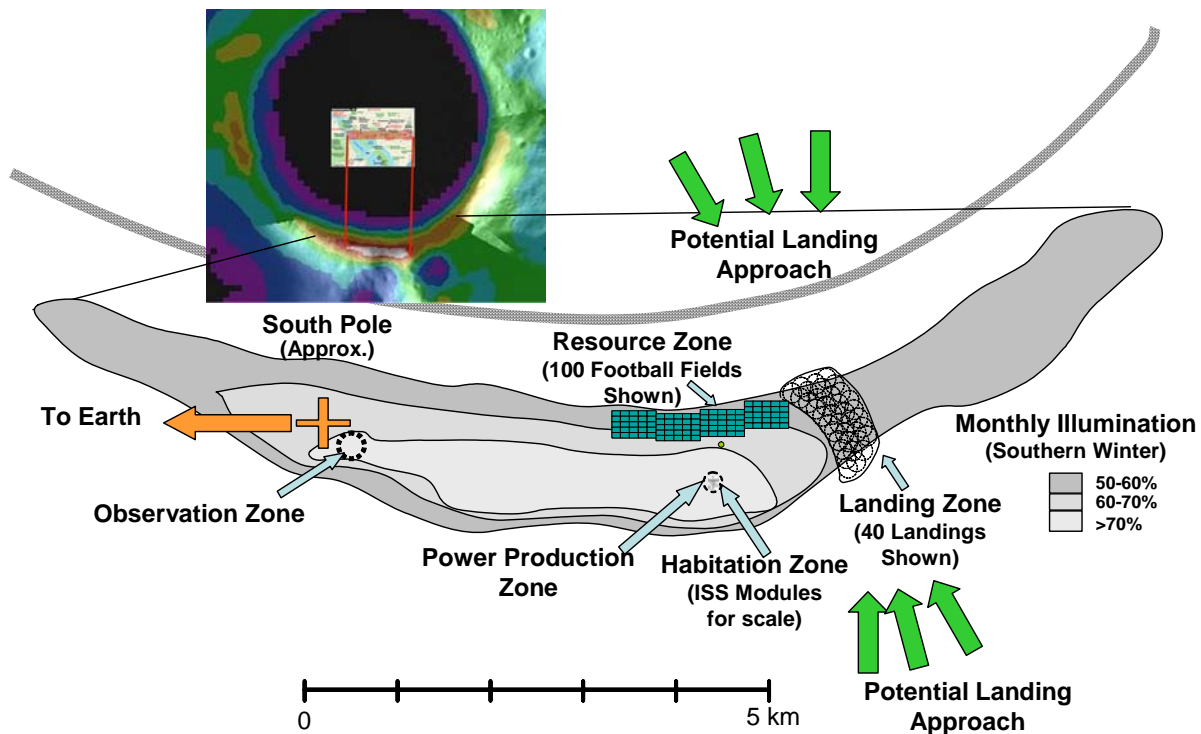 Potential Landing
Approach
South Pole
(Approx.)
Resource Zone
(100 Football Fields
Shown)
To Earth
Monthly Illumination
(Southern Winter)
50-60%
60-70%
>70%
Observation Zone
Landing Zone
(40 Landings
Shown)
Power Production
Zone
Habitation Zone
(ISS Modules
for scale)
Potential Landing
Approach
0
5 km